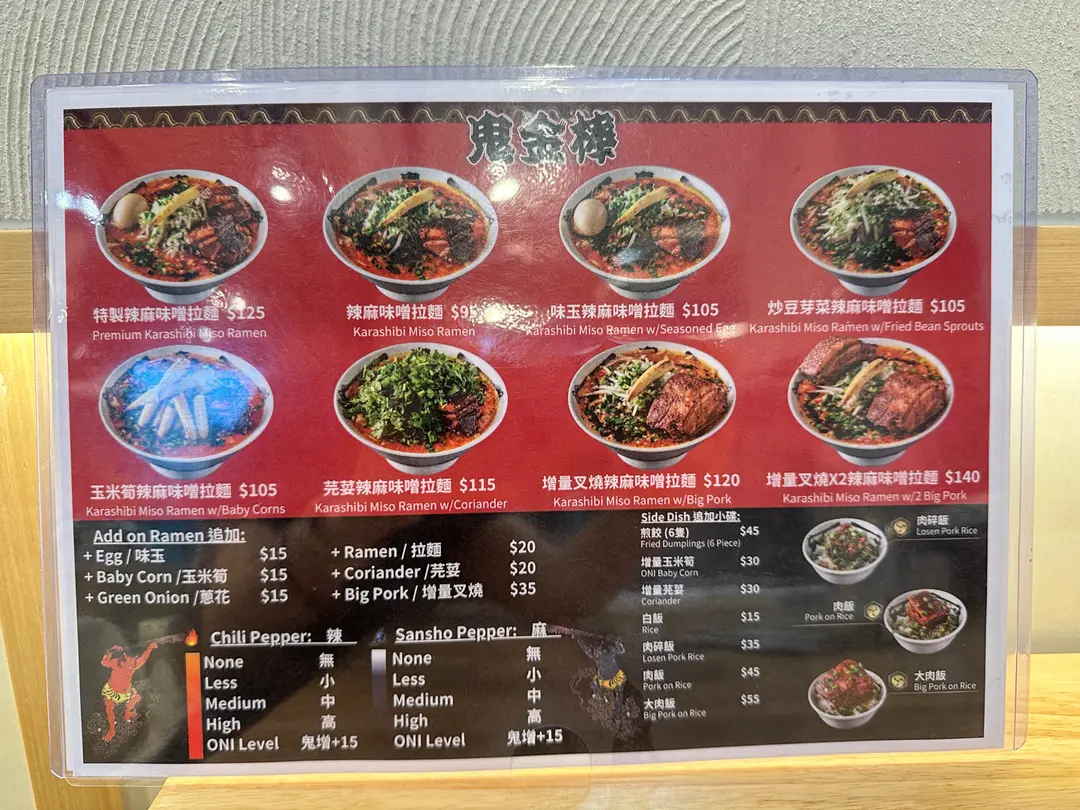 鬼金棒
特製辣麻味噌拉麵 $125
Premium Karashibi Miso Ramen
辣麻味噌拉麵 $95
Karashibi Miso Ramen
味玉辣麻味噌拉麵 $105
Karashibi Miso Ramen w/Seasoned Egg
炒豆芽菜辣麻味噌拉麵 $105
Karashibi Miso Ramen w/Fried Bean Sprouts
玉米筍辣麻味噌拉麵 $105
Karashibi Miso Ramen w/Baby Corns
芫荽辣麻味噌拉麵 $115
Karashibi Miso Ramen w/Coriander
增量叉燒辣麻味噌拉麵 $120
Karashibi Miso Ramen w/Big Pork
增量叉燒X2辣麻味噌拉麵 $140
Karashibi Miso Ramen w/2 Big Pork
Add on Ramen 追加:
+ Egg / 味玉 $15
+ Baby Corn /玉米筍 $15
+ Green Onion /蔥花 $15
+ Ramen / 拉麵 $20
+ Coriander /芫荽 $20
+ Big Pork / 增量叉燒 $35
Chili Pepper: 辣
None 無
Less 小
Medium 中
High 高
ONI Level 鬼增+15
Sansho Pepper: 麻
None 無
Less 小
Medium 中
High 高
ONI Level 鬼增+15
Side Dish 追加小碟:
煎餃 (6隻) $45
Fried Dumplings (6 Piece)
增量玉米筍 $30
ONI Baby Corn
增量芫荽 $30
Coriander
白飯 $15
Rice
肉碎飯 $35
Losen Pork Rice
肉飯 $45
Pork on Rice
大肉飯 $55
Big Pork on Rice
肉碎飯
Losen Pork Rice
肉飯
Pork on Rice
大肉飯
Big Pork on Rice